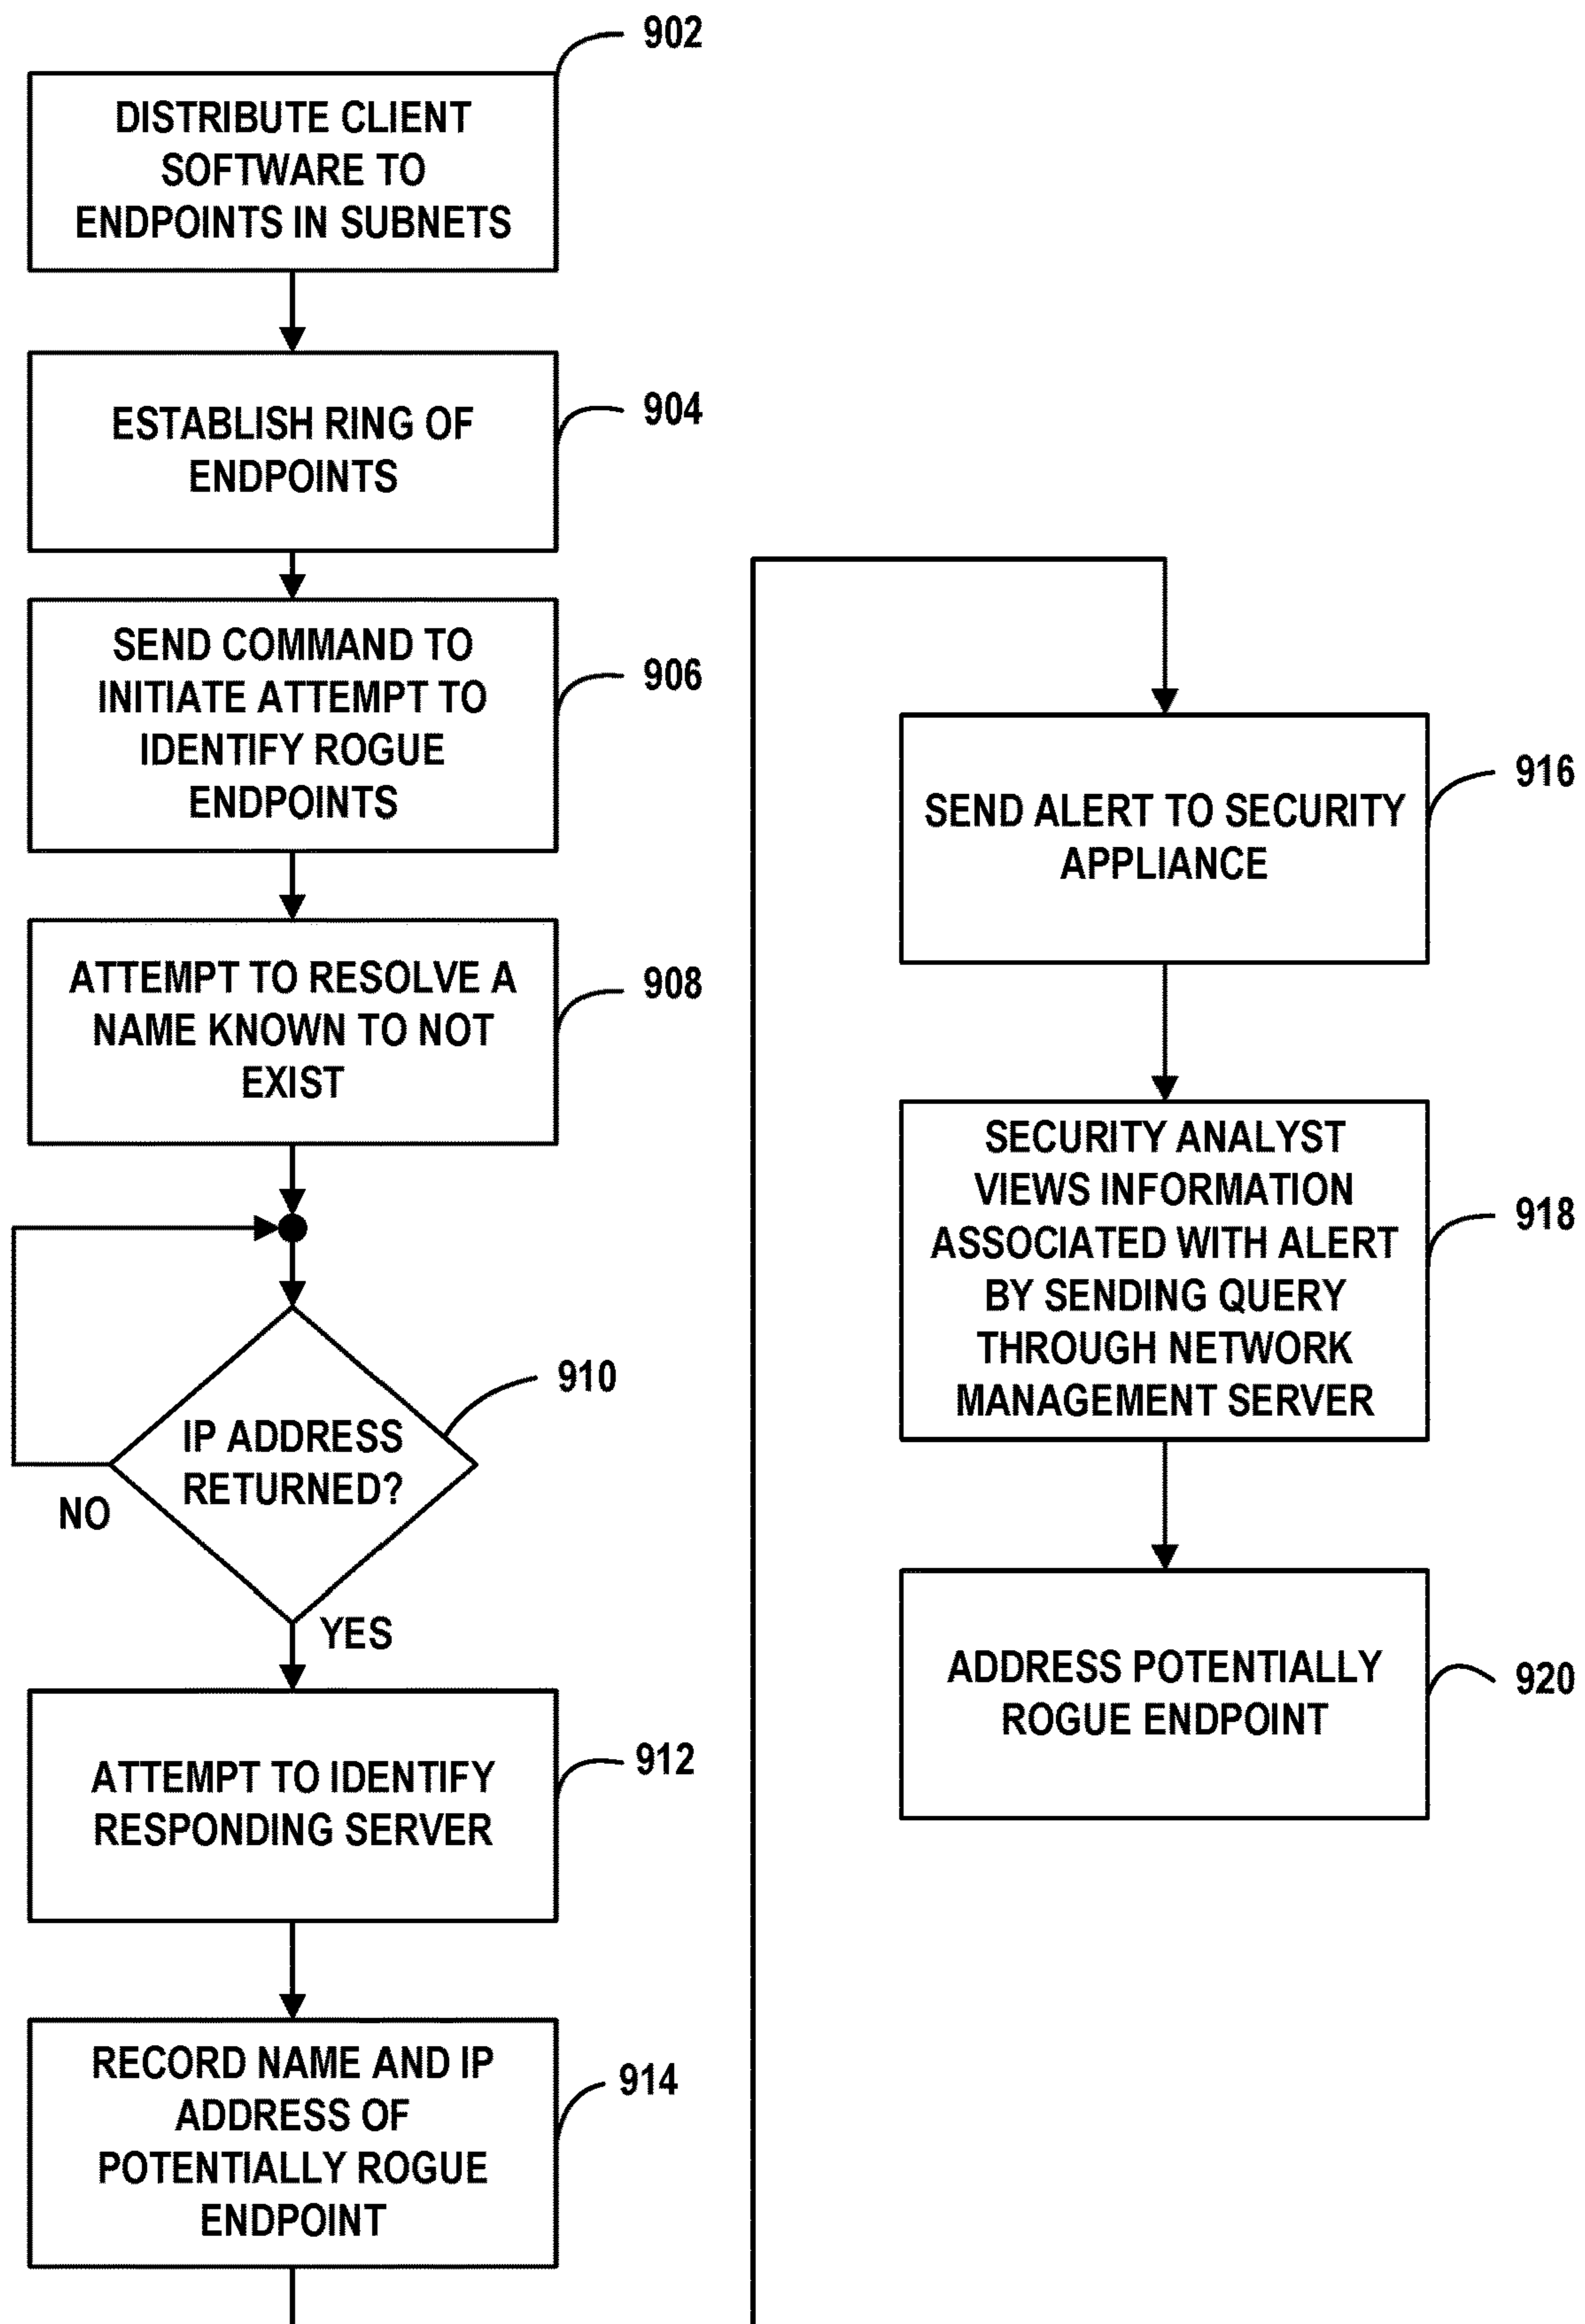 902
DISTRIBUTE CLIENT
SOFTWARE TO
ENDPOINTS IN SUBNETS
904
ESTABLISH RING OF
ENDPOINTS
906
SEND COMMAND TO
INITIATE ATTEMPT TO
IDENTIFY ROGUE
ENDPOINTS
908
ATTEMPT TO RESOLVE A
NAME KNOWN TO NOT
EXIST
910
IP ADDRESS
RETURNED?
NO
YES
912
ATTEMPT TO IDENTIFY
RESPONDING SERVER
914
RECORD NAME AND IP
ADDRESS OF
POTENTIALLY ROGUE
ENDPOINT
916
SEND ALERT TO SECURITY
APPLIANCE
918
SECURITY ANALYST
VIEWS INFORMATION
ASSOCIATED WITH ALERT
BY SENDING QUERY
THROUGH NETWORK
MANAGEMENT SERVER
920
ADDRESS POTENTIALLY
ROGUE ENDPOINT